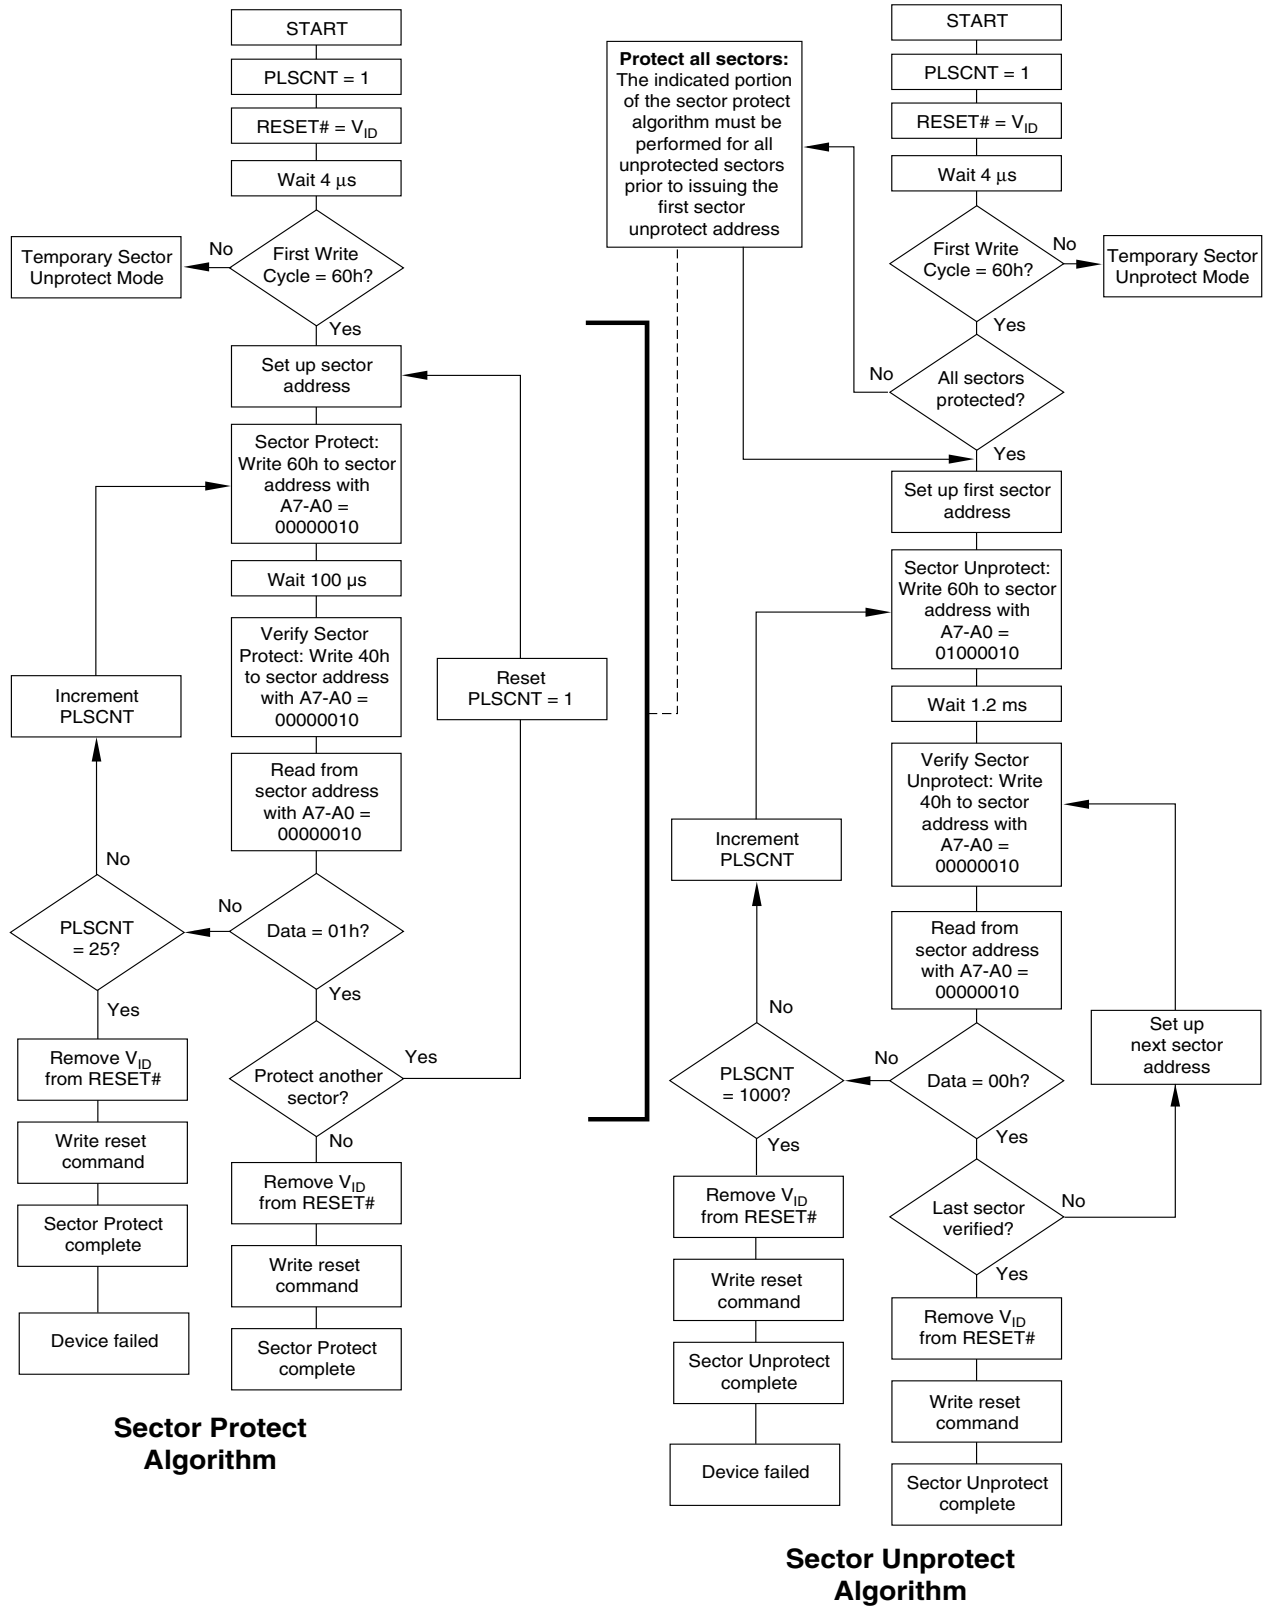 START
PLSCNT = 1
RESET# = VID
Wait 4 μs
First Write
Cycle = 60h?
No
Temporary Sector
Unprotect Mode
Yes
Set up sector
address
Sector Protect:
Write 60h to sector
address with
A7-A0 =
00000010
Wait 100 µs
Verify Sector
Protect: Write 40h
to sector address
with A7-A0 =
00000010
Read from
sector address
with A7-A0 =
00000010
Data = 01h?
No
PLSCNT
= 25?
No
Increment
PLSCNT
Yes
Remove VID
from RESET#
Write reset
command
Sector Protect
complete
Device failed
Yes
Protect another
sector?
Yes
Reset
PLSCNT = 1
No
Remove VID
from RESET#
Write reset
command
Sector Protect
complete
Sector Protect
Algorithm
Protect all sectors:
The indicated portion
of the sector protect
algorithm must be
performed for all
unprotected sectors
prior to issuing the
first sector
unprotect address
START
PLSCNT = 1
RESET# = VID
Wait 4 μs
First Write
Cycle = 60h?
No
Temporary Sector
Unprotect Mode
Yes
All sectors
protected?
No
Yes
Set up first sector
address
Sector Unprotect:
Write 60h to sector
address with
A7-A0 =
01000010
Wait 1.2 ms
Verify Sector
Unprotect: Write
40h to sector
address with
A7-A0 =
00000010
Read from
sector address
with A7-A0 =
00000010
Data = 00h?
No
PLSCNT
= 1000?
No
Increment
PLSCNT
Yes
Remove VID
from RESET#
Write reset
command
Sector Unprotect
complete
Device failed
Yes
Last sector
verified?
No
Set up
next sector
address
Yes
Remove VID
from RESET#
Write reset
command
Sector Unprotect
complete
Sector Unprotect
Algorithm